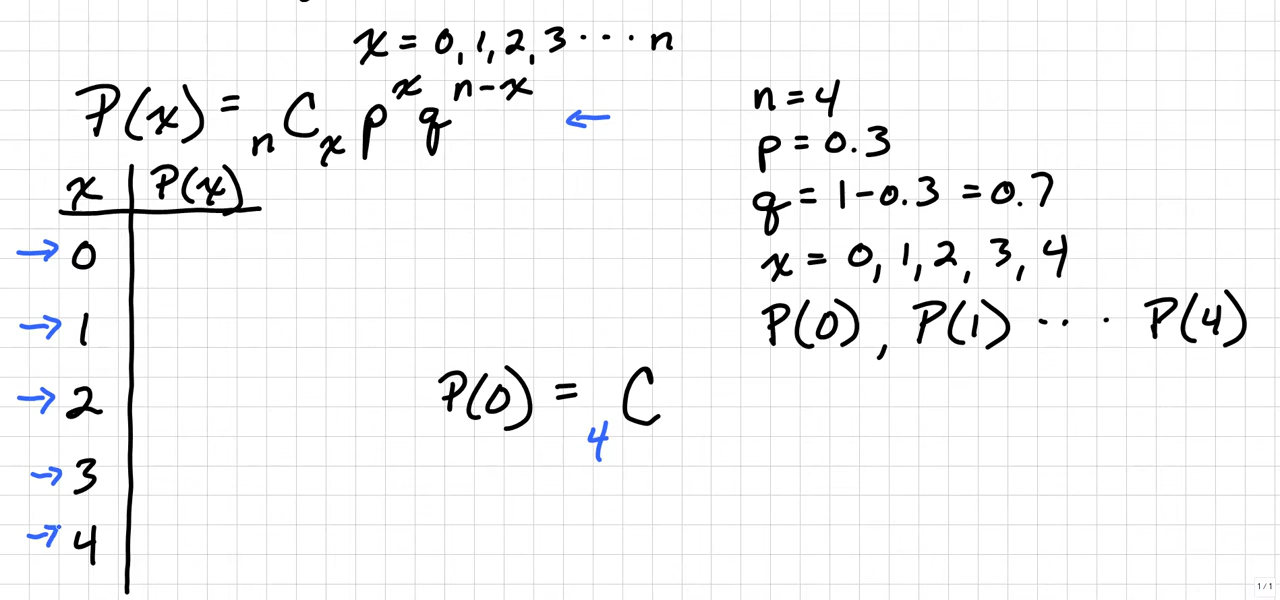 x = 0, 1, 2, 3 ··· n
P(x) = nCx p^x q^(n-x) ←
x P(x)
→ 0
→ 1
→ 2
→ 3
→ 4
n = 4
p = 0.3
q = 1 - 0.3 = 0.7
x = 0, 1, 2, 3, 4
P(0), P(1) ··· P(4)
P(0) = 4C
1/1